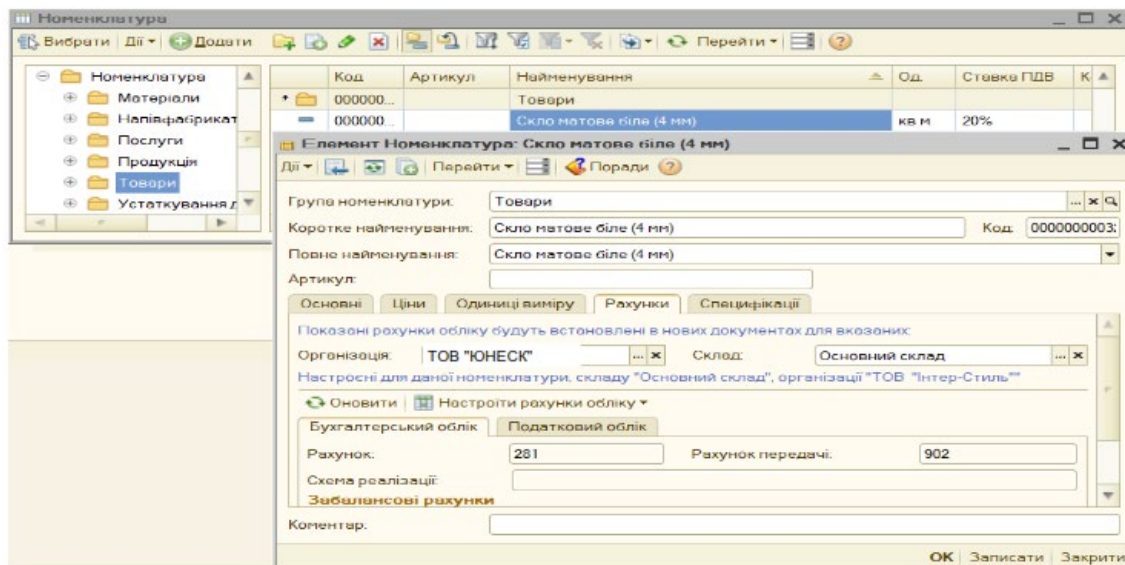 Номенклатура
Вибрати Дії Додати Перейти
Номенклатура
Матеріали
Напівфабрикат
Послуги
Продукція
Товари
Устаткування д
Код Артикул Найменування Од. Ставка ПДВ К
000000... Товари
000000... Скло матове біле (4 мм) кв м 20%
Елемент Номенклатура: Скло матове біле (4 мм)
Дії Перейти Поради
Група номенклатури: Товари
Коротке найменування: Скло матове біле (4 мм) Код: 0000000003
Повне найменування: Скло матове біле (4 мм)
Артикул:
Основні Ціни Одиниці виміру Рахунки Специфікації
Показані рахунки обліку будуть встановлені в нових документах для вказаних:
Організація: ТОВ "ЮНЕСК" ... Склад: Основний склад ...
Настроєні для даної номенклатури, складу "Основний склад", організації "ТОВ "Інтер-Стиль""
Оновити Настроїти рахунки обліку
Бухгалтерський облік Податковий облік
Рахунок: 281 Рахунок передачі: 902
Схема реалізації:
Забалансові рахунки
Коментар:
OK Записати Закрити